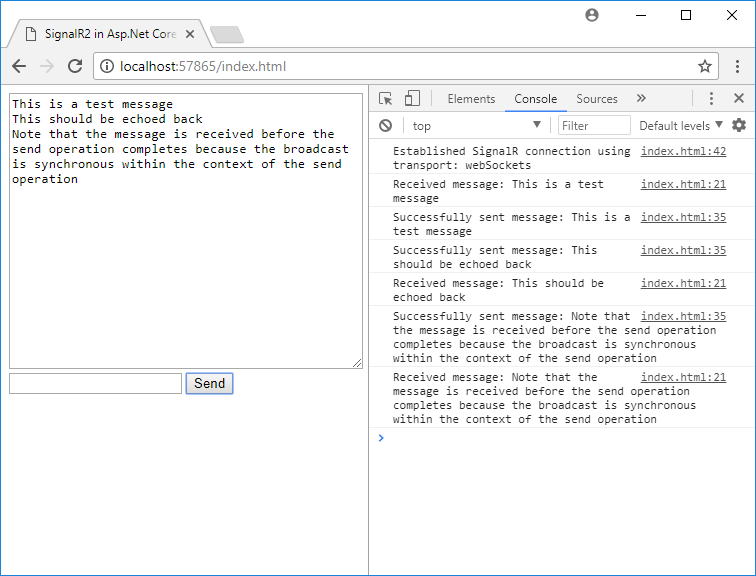 SignalR2 in Asp.Net Core
localhost:57865/index.html
This is a test message
This should be echoed back
Note that the message is received before the
send operation completes because the broadcast
is synchronous within the context of the send
operation
Send
Elements Console Sources »
top Filter Default levels
Established SignalR connection using index.html:42
transport: webSockets
Received message: This is a test index.html:21
message
Successfully sent message: This is a index.html:35
test message
Successfully sent message: This index.html:35
should be echoed back
Received message: This should be index.html:21
echoed back
Successfully sent message: Note that index.html:35
the message is received before the send operation
completes because the broadcast is synchronous
within the context of the send operation
Received message: Note that the index.html:21
message is received before the send operation
completes because the broadcast is synchronous
within the context of the send operation